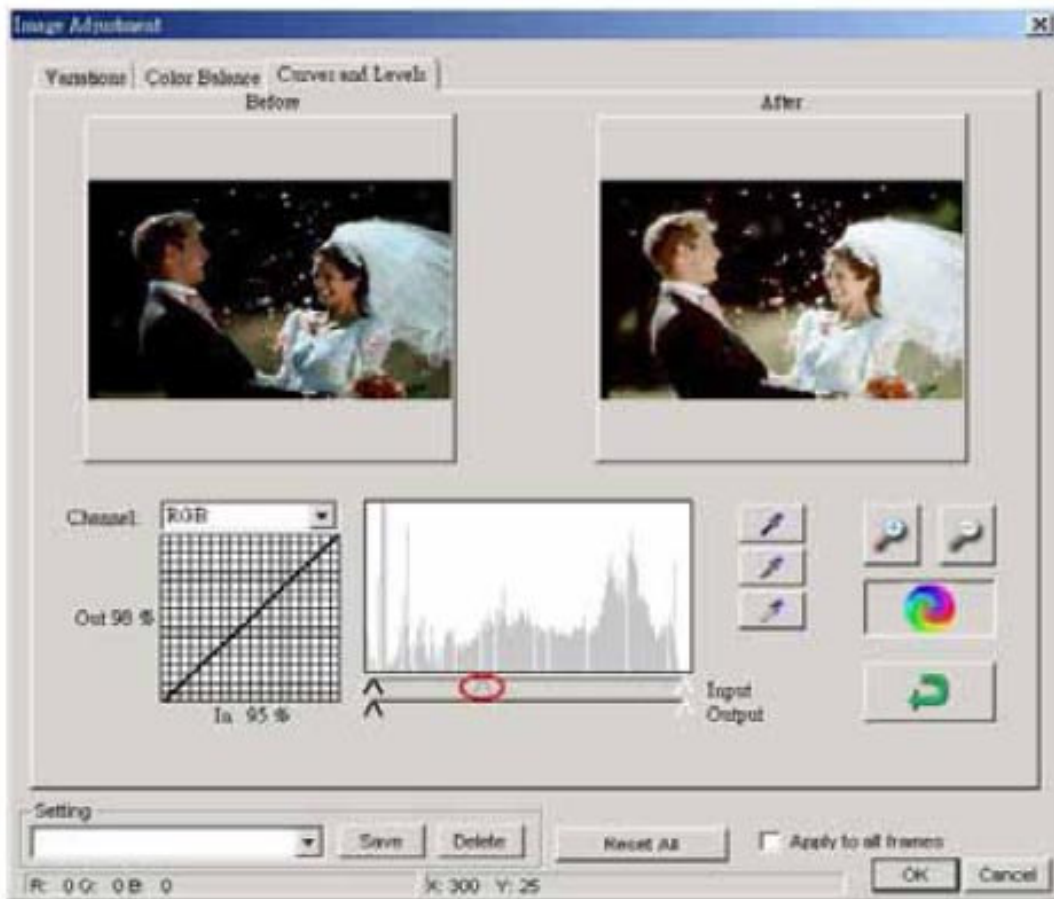 Image Adjustment
Variations Color Balance Curves and Levels
Before After
Channel: RGB
Out 98 %
In 95 %
Input
Output
Setting
Save Delete Reset All Apply to all frames
OK Cancel
R: 0 G: 0 B: 0 X: 300 Y: 25